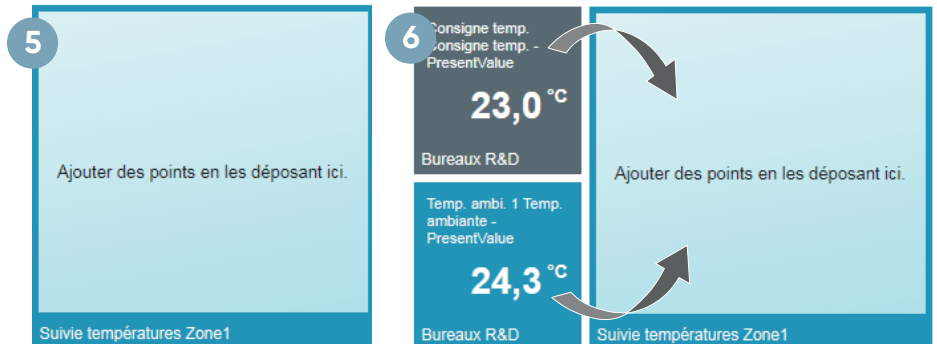 5
Ajouter des points en les déposant ici.
Suivie températures Zone1
6
Consigne temp.
Consigne temp. -
PresentValue
23,0 °C
Bureaux R&D
Temp. ambi. 1 Temp.
ambiante -
PresentValue
24,3 °C
Bureaux R&D
Ajouter des points en les déposant ici.
Suivie températures Zone1